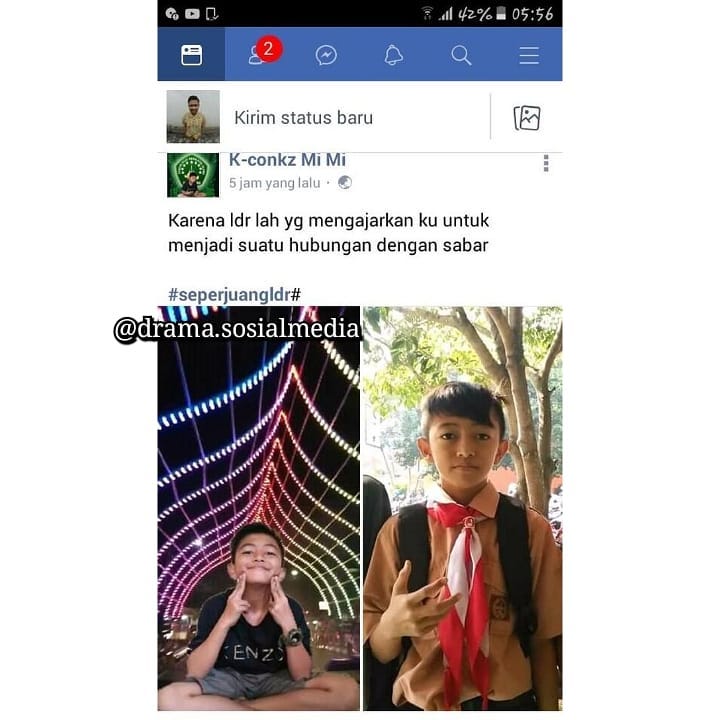 42% 05:56
2
Kirim status baru
K-conkz Mi Mi
5 jam yang lalu ·
Karena ldr lah yg mengajarkan ku untuk
menjadi suatu hubungan dengan sabar
#seperjuangldr#
@drama.sosialmedia
KENZ